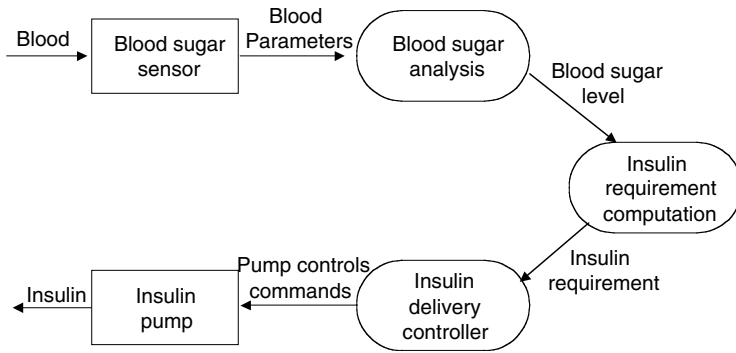 Blood
Blood sugar
sensor
Blood
Parameters
Blood sugar
analysis
Blood sugar
level
Insulin
requirement
computation
Insulin
requirement
Insulin
delivery
controller
Pump controls
commands
Insulin
pump
Insulin